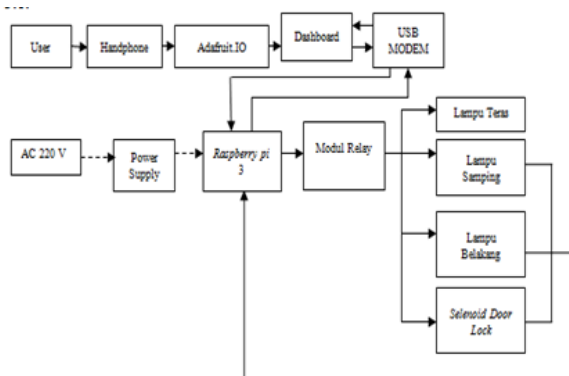 User
Handphone
Adafruit.IO
Dashboard
USB
MODEM
AC 220 V
Power
Supply
Raspberry pi
3
Modul Relay
Lampu Teras
Lampu
Samping
Lampu
Belakang
Selenoid Door
Lock